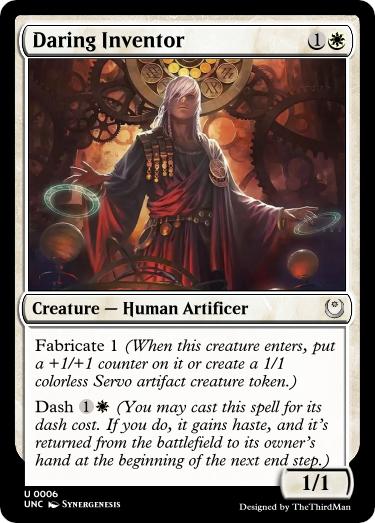 Daring Inventor 1
Creature — Human Artificer
Fabricate 1 (When this creature enters, put
a +1/+1 counter on it or create a 1/1
colorless Servo artifact creature token.)
Dash 1 (You may cast this spell for its
dash cost. If you do, it gains haste, and it's
returned from the battlefield to its owner's
hand at the beginning of the next end step.)
1/1
U 0006
UNC SYNERGENESIS
Designed by TheThirdMan